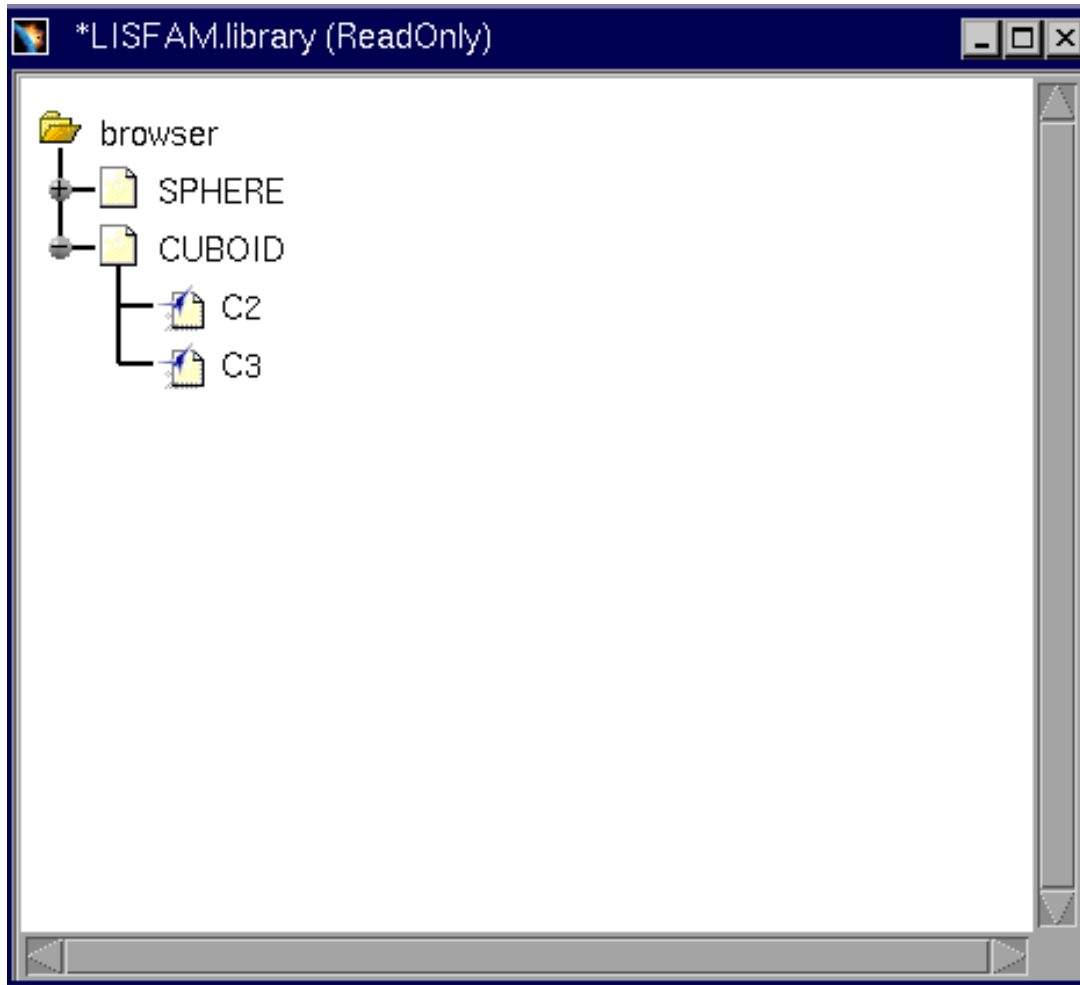 *LISFAM.library (ReadOnly)
browser
SPHERE
CUBOID
C2
C3